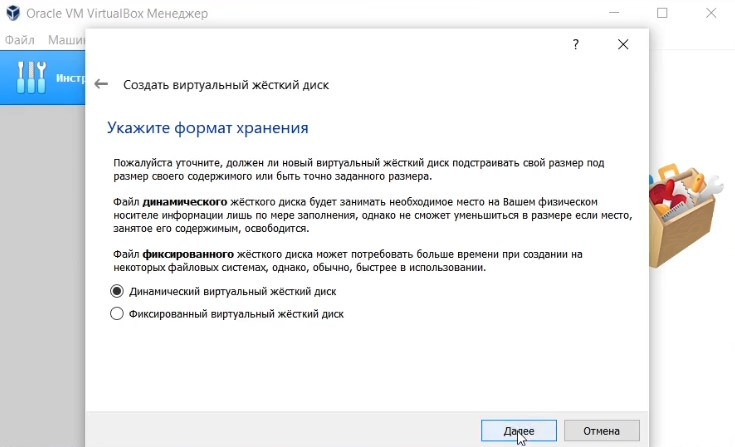 Oracle VM VirtualBox Менеджер
Файл
?
Создать виртуальный жёсткий диск
Укажите формат хранения
Пожалуйста уточните, должен ли новый виртуальный жёсткий диск подстраивать свой размер под
размер своего содержимого или быть точно заданного размера.
Файл динамического жёсткого диска будет занимать необходимое место на Вашем физическом
носителе информации лишь по мере заполнения, однако не сможет уменьшиться в размере если место,
занятое его содержимым, освободится.
Файл фиксированного жёсткого диска может потребовать больше времени при создании на
некоторых файловых системах, однако, обычно, быстрее в использовании.
Динамический виртуальный жёсткий диск
Фиксированный виртуальный жёсткий диск
Далее
Отмена